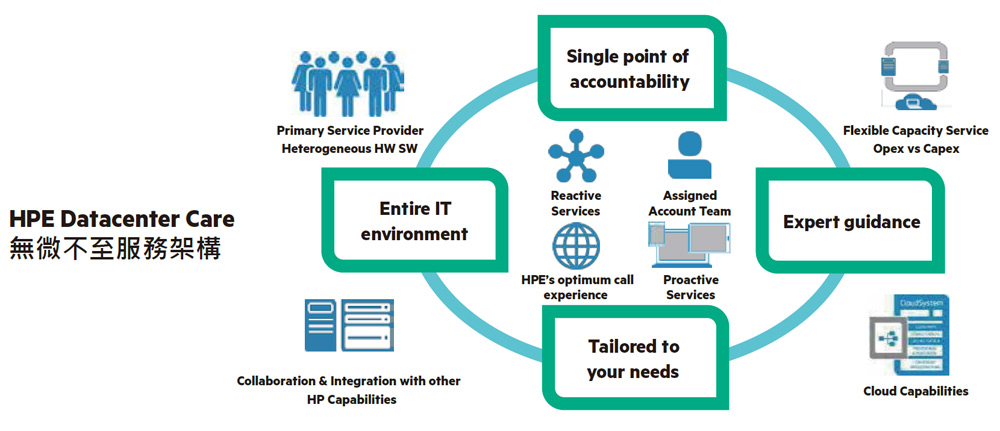 HPE Datacenter Care
無微不至服務架構
Primary Service Provider
Heterogeneous HW SW
Single point of
accountability
Flexible Capacity Service
Opex vs Capex
Entire IT
environment
Reactive
Services
Assigned
Account Team
Expert guidance
HPE's optimum call
experience
Proactive
Services
Collaboration & Integration with other
HP Capabilities
Tailored to
your needs
CloudSystem
Cloud Capabilities